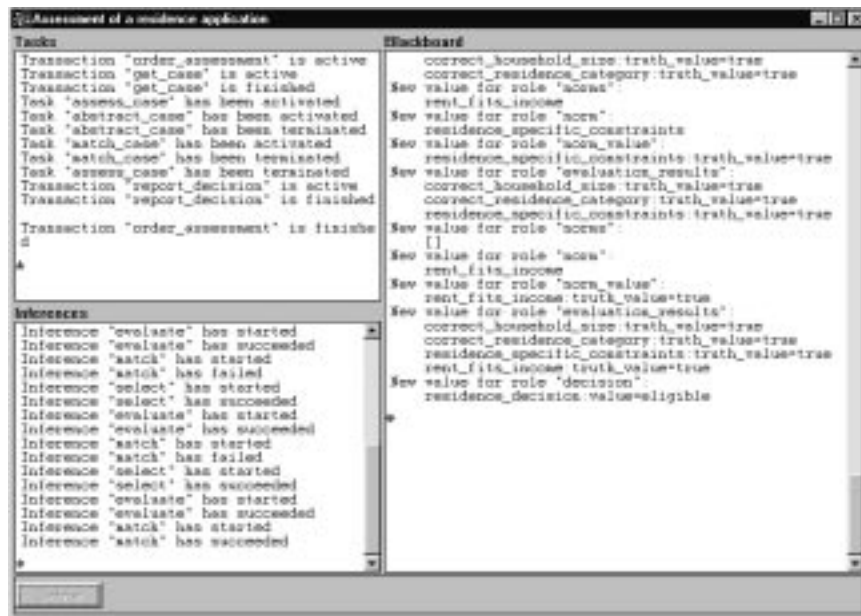 Assessment of a residence application
Tasks
Transaction "order_assessment" is active
Transaction "get_case" is active
Transaction "get_case" is finished
Task "assess_case" has been activated
Task "abstract_case" has been activated
Task "abstract_case" has been terminated
Task "match_case" has been activated
Task "match_case" has been terminated
Task "assess_case" has been terminated
Transaction "report_decision" is active
Transaction "report_decision" is finished
Transaction "order_assessment" is finishe
d
Inferences
Inference "evaluate" has started
Inference "evaluate" has succeeded
Inference "match" has started
Inference "match" has failed
Inference "select" has started
Inference "select" has succeeded
Inference "evaluate" has started
Inference "evaluate" has succeeded
Inference "match" has started
Inference "match" has failed
Inference "select" has started
Inference "select" has succeeded
Inference "evaluate" has started
Inference "evaluate" has succeeded
Inference "match" has started
Inference "match" has succeeded
Blackboard
correct_household_size:truth_value=true
correct_residence_category:truth_value=true
New value for role "norms":
rent_fits_income
New value for role "norm":
residence_specific_constraints
New value for role "norm_value":
residence_specific_constraints:truth_value=true
New value for role "evaluation_results":
correct_household_size:truth_value=true
correct_residence_category:truth_value=true
residence_specific_constraints:truth_value=true
New value for role "norms":
[]
New value for role "norm":
rent_fits_income
New value for role "norm_value":
rent_fits_income:truth_value=true
New value for role "evaluation_results":
correct_household_size:truth_value=true
correct_residence_category:truth_value=true
residence_specific_constraints:truth_value=true
rent_fits_income:truth_value=true
New value for role "decision":
residence_decision:value=eligible